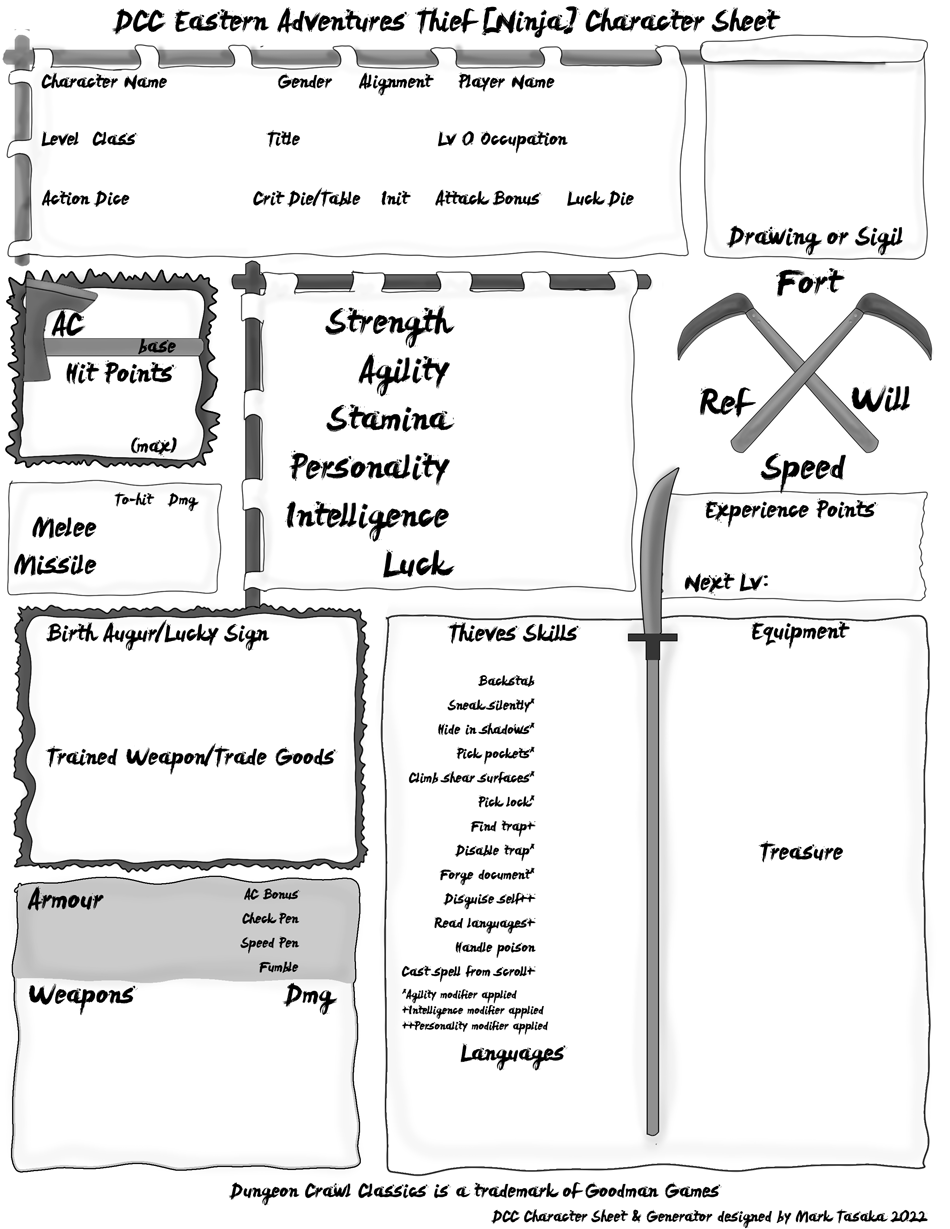 DCC Eastern Adventures Thief [Ninja] Character Sheet
Character Name Gender Alignment Player Name
Level Class Title Lv 0 Occupation
Action Dice Crit Die/Table Init Attack Bonus Luck Die
Drawing or Sigil
AC
base
Hit Points
(max)
Strength
Agility
Stamina
Personality
Intelligence
Luck
Fort
Ref Will
Speed
To-hit Dmg
Melee
Missile
Experience Points
Next Lv:
Birth Augur/Lucky Sign
Trained Weapon/Trade Goods
Armour
AC Bonus
Check Pen
Speed Pen
Fumble
Weapons Dmg
Thieves Skills
Backstab
Sneak silently*
Hide in shadows*
Pick pockets*
Climb shear surfaces*
Pick lock*
Find trap+
Disable trap*
Forge document*
Disguise self++
Read languages+
Handle poison
Cast spell from scroll+
*Agility modifier applied
+Intelligence modifier applied
++Personality modifier applied
Languages
Equipment
Treasure
Dungeon Crawl Classics is a trademark of Goodman Games
DCC Character Sheet & Generator designed by Mark Tasaka 2022